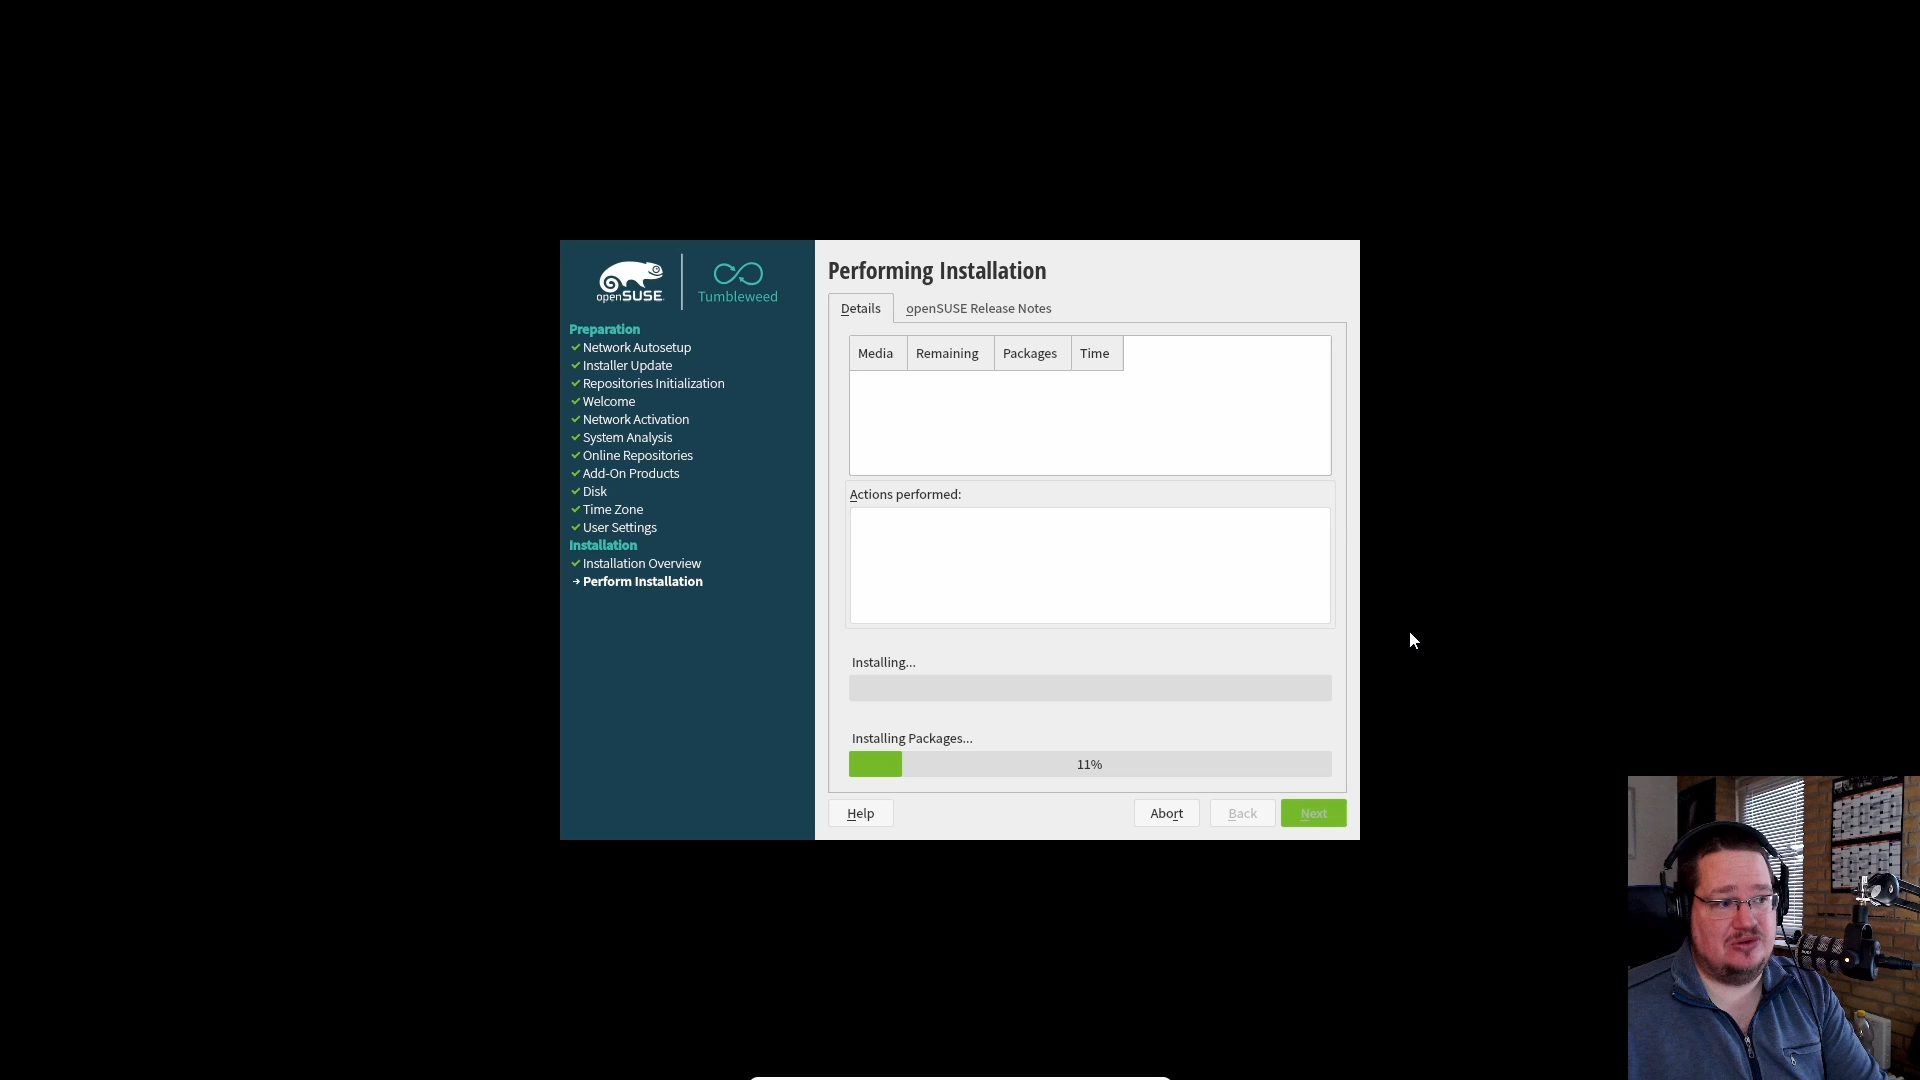 openSUSE
Tumbleweed
Preparation
Network Autosetup
Installer Update
Repositories Initialization
Welcome
Network Activation
System Analysis
Online Repositories
Add-On Products
Disk
Time Zone
User Settings
Installation
Installation Overview
Perform Installation
Performing Installation
Details openSUSE Release Notes
Media Remaining Packages Time
Actions performed:
Installing...
Installing Packages...
11%
Help Abort Back Next